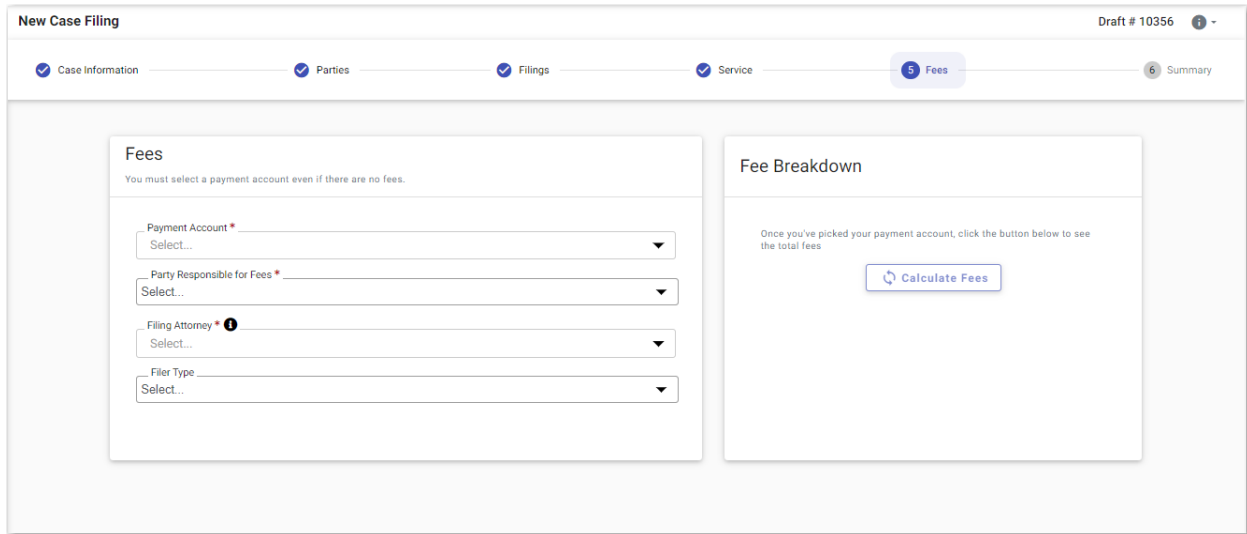 New Case Filing
Draft # 10356
Case Information
Parties
Filings
Service
5 Fees
6 Summary
Fees
You must select a payment account even if there are no fees.
Payment Account *
Select...
Party Responsible for Fees *
Select...
Filing Attorney *
Select...
Filer Type
Select...
Fee Breakdown
Once you've picked your payment account, click the button below to see
the total fees
Calculate Fees